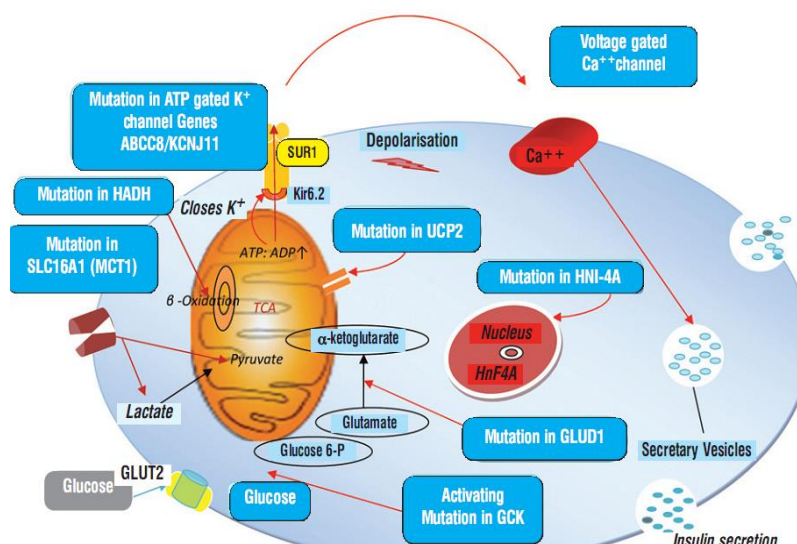 Voltage gated
Ca++channel
Mutation in ATP gated K+
channel Genes
ABCC8/KCNJ11
SUR1
Depolarisation
Ca++
Mutation in HADH
Closes K+
Kir6.2
Mutation in
SLC16A1 (MCT1)
ATP: ADP↑
Mutation in UCP2
β-Oxidation
TCA
Mutation in HNI-4A
α-ketoglutarate
Nucleus
HnF4A
Pyruvate
Lactate
Glutamate
Mutation in GLUD1
Secretary Vesicles
Glucose 6-P
GLUT2
Glucose
Glucose
Activating
Mutation in GCK
Insulin secretion